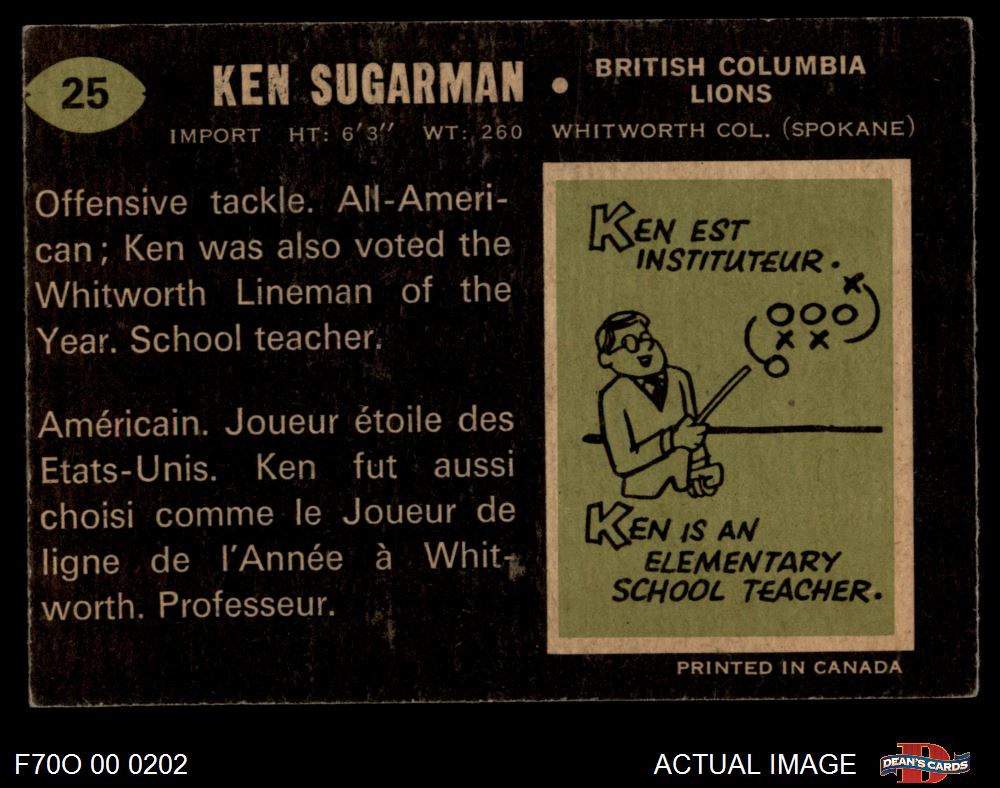 25
KEN SUGARMAN • BRITISH COLUMBIA
LIONS
IMPORT HT: 6'3" WT: 260 WHITWORTH COL. (SPOKANE)
Offensive tackle. All-Ameri-
can; Ken was also voted the
Whitworth Lineman of the
Year. School teacher.
Américain. Joueur étoile des
Etats-Unis. Ken fut aussi
choisi comme le Joueur de
ligne de l'Année à Whit-
worth. Professeur.
KEN EST
INSTITUTEUR.
KEN IS AN
ELEMENTARY
SCHOOL TEACHER.
PRINTED IN CANADA
F70O 00 0202
ACTUAL IMAGE
DEAN'S CARDS